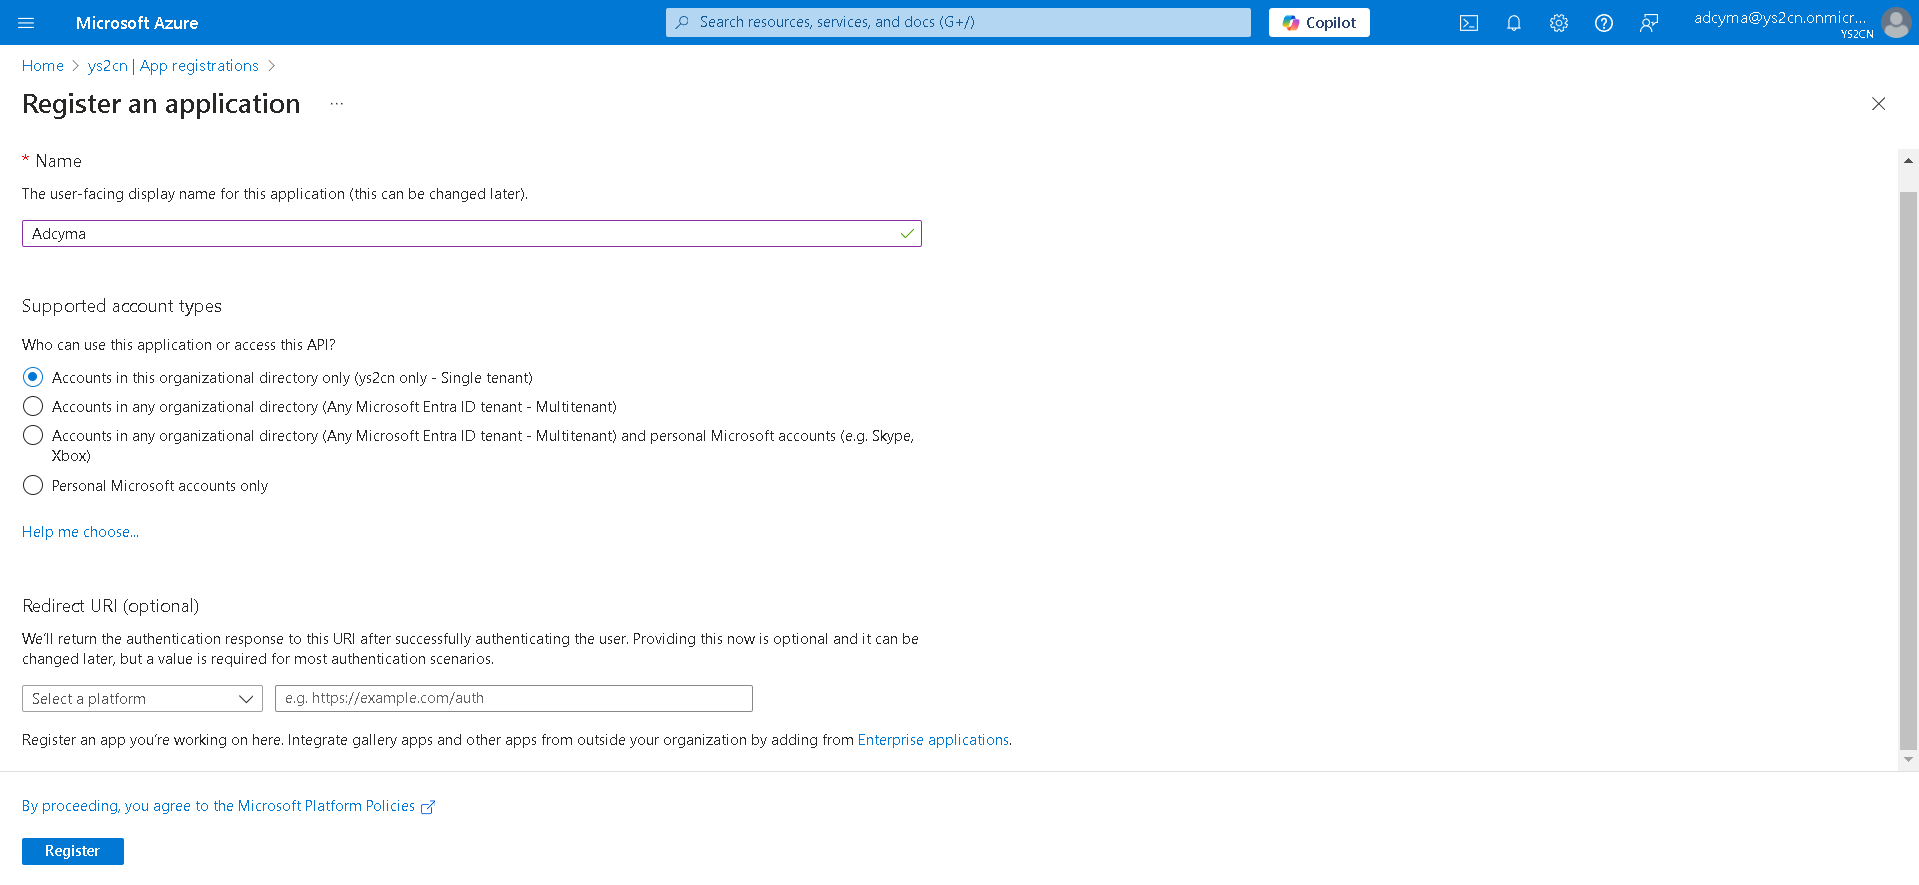 Microsoft Azure
Search resources, services, and docs (G+/)
Copilot
adcyma@ys2cn.onmicr...
YS2CN
Home > ys2cn | App registrations >
Register an application ...
* Name
The user-facing display name for this application (this can be changed later).
Adcyma
Supported account types
Who can use this application or access this API?
Accounts in this organizational directory only (ys2cn only - Single tenant)
Accounts in any organizational directory (Any Microsoft Entra ID tenant - Multitenant)
Accounts in any organizational directory (Any Microsoft Entra ID tenant - Multitenant) and personal Microsoft accounts (e.g. Skype,
Xbox)
Personal Microsoft accounts only
Help me choose...
Redirect URI (optional)
We'll return the authentication response to this URI after successfully authenticating the user. Providing this now is optional and it can be
changed later, but a value is required for most authentication scenarios.
Select a platform
e.g. https://example.com/auth
Register an app you're working on here. Integrate gallery apps and other apps from outside your organization by adding from Enterprise applications.
By proceeding, you agree to the Microsoft Platform Policies
Register